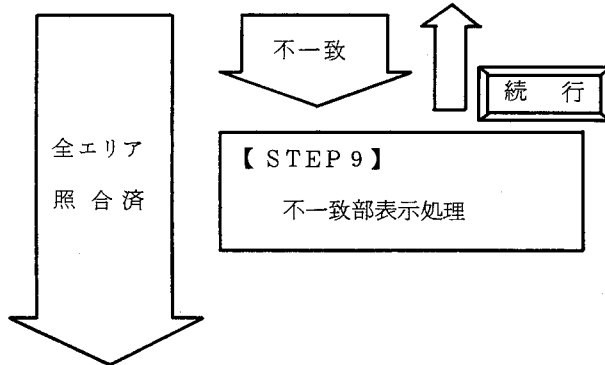 不一致
続 行
全エリア
照 合 済
【 STEP9】
不一致部表示処理